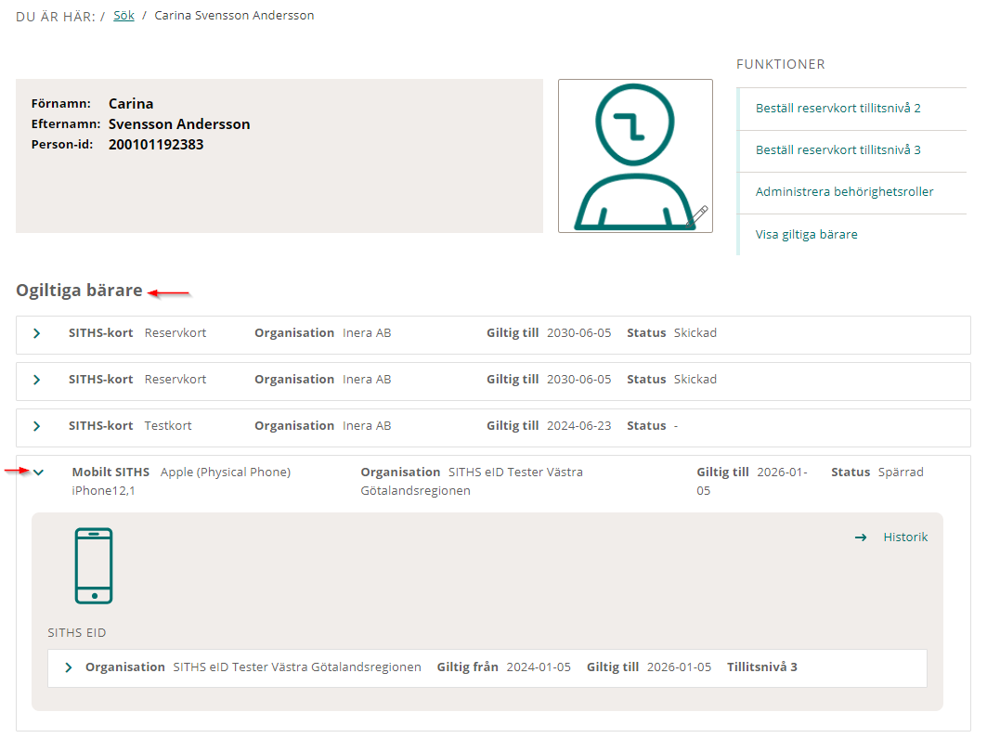 DU ÄR HÄR: / Sök / Carina Svensson Andersson
FUNKTIONER
Förnamn: Carina
Efternamn: Svensson Andersson
Person-id: 200101192383
Beställ reservkort tillitsnivå 2
Beställ reservkort tillitsnivå 3
Administrera behörighetsroller
Visa giltiga bärare
Ogiltiga bärare
SITHS-kort Reservkort Organisation Inera AB Giltig till 2030-06-05 Status Skickad
SITHS-kort Reservkort Organisation Inera AB Giltig till 2030-06-05 Status Skickad
SITHS-kort Testkort Organisation Inera AB Giltig till 2024-06-23 Status -
Mobilt SITHS Apple (Physical Phone) Organisation SITHS eID Tester Västra Giltig till 2026-01- Status Spärrad
iPhone12,1 Götalandsregionen 05
Historik
SITHS EID
Organisation SITHS eID Tester Västra Götalandsregionen Giltig från 2024-01-05 Giltig till 2026-01-05 Tillitsnivå 3